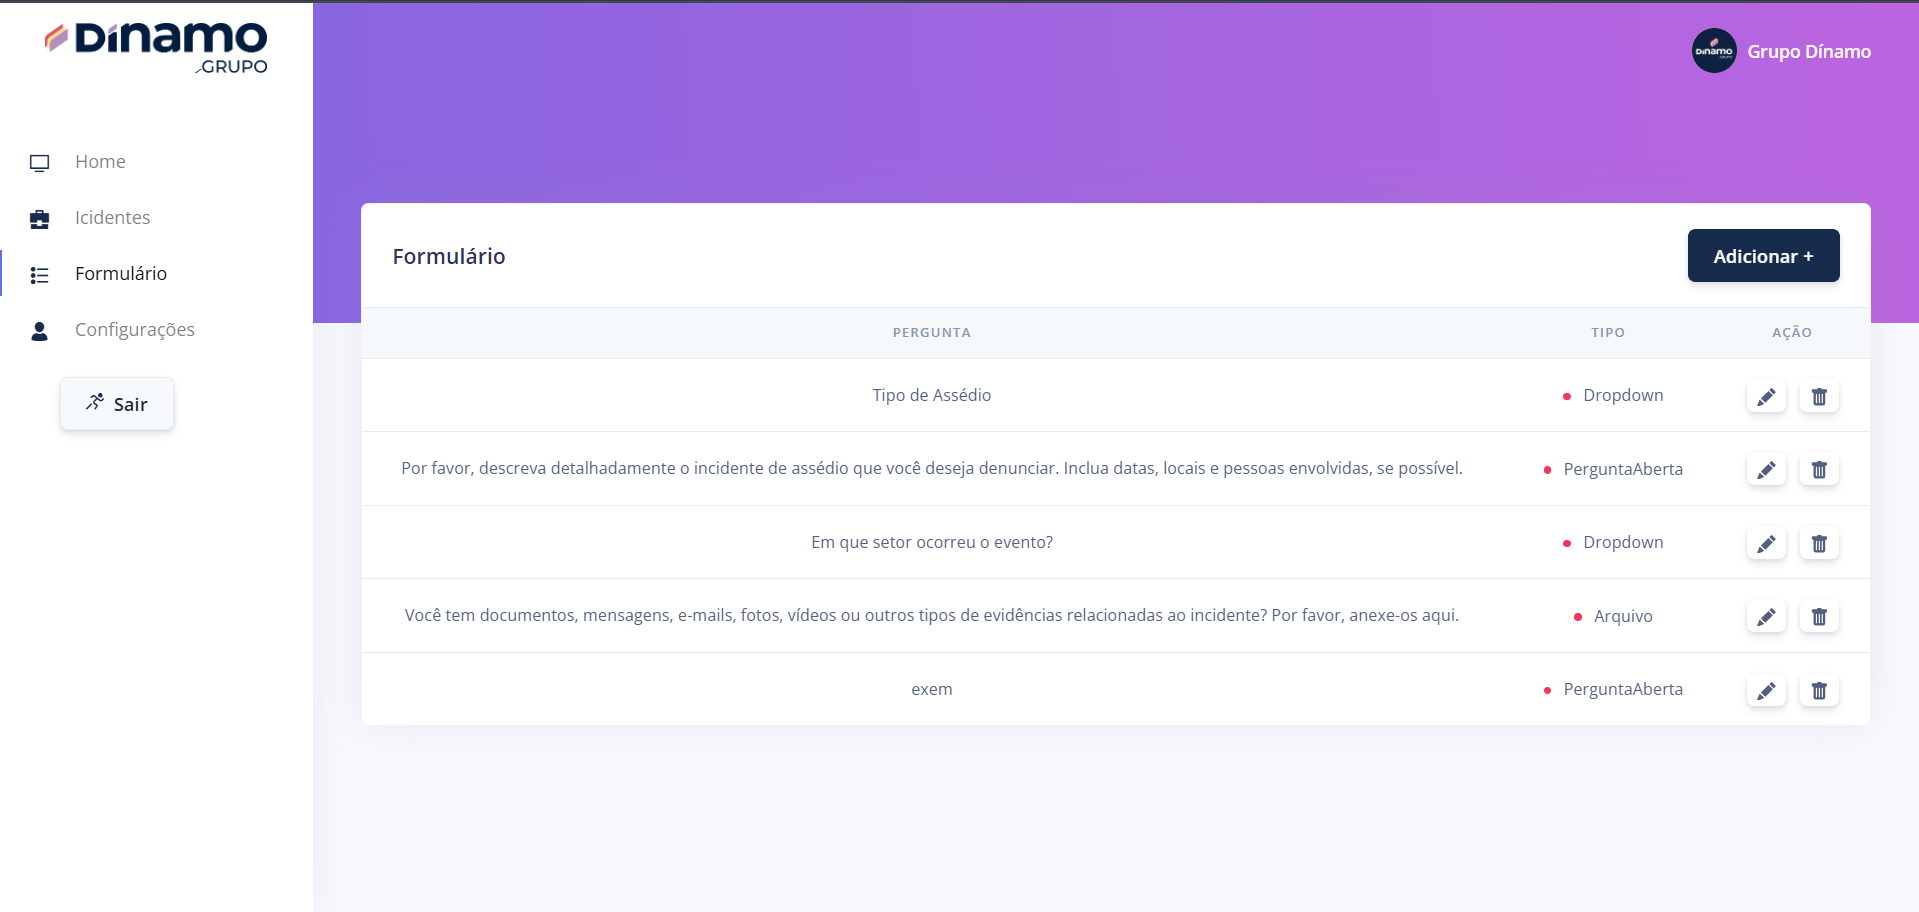 Dínamo
GRUPO
Dínamo
Grupo Dínamo
Home
Icidentes
Formulário
Configurações
Sair
Formulário
Adicionar +
PERGUNTA TIPO AÇÃO
Tipo de Assédio Dropdown
Por favor, descreva detalhadamente o incidente de assédio que você deseja denunciar. Inclua datas, locais e pessoas envolvidas, se possível. PerguntaAberta
Em que setor ocorreu o evento? Dropdown
Você tem documentos, mensagens, e-mails, fotos, vídeos ou outros tipos de evidências relacionadas ao incidente? Por favor, anexe-os aqui. Arquivo
exem PerguntaAberta